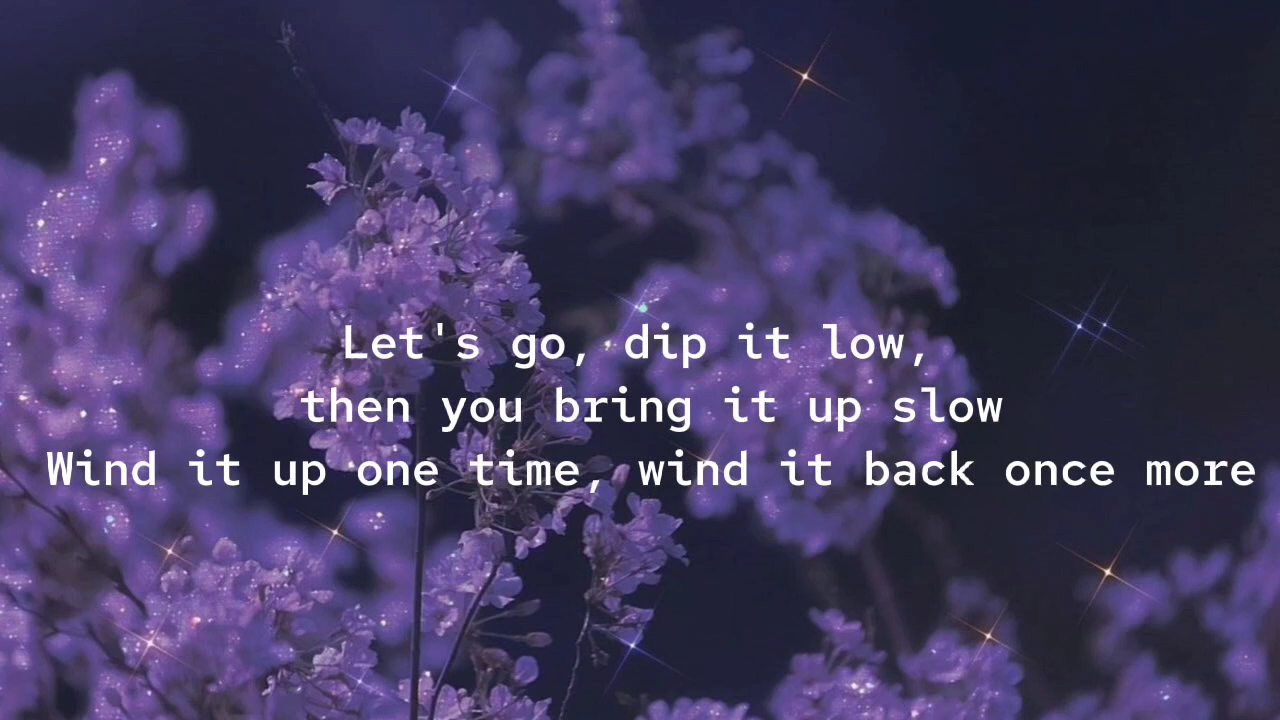 Let's go, dip it low,
then you bring it up slow
Wind it up one time, wind it back once more